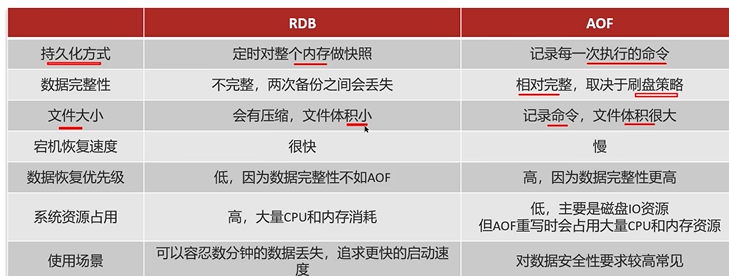 RDB AOF
持久化方式 定时对整个内存做快照 记录每一次执行的命令
数据完整性 不完整，两次备份之间会丢失 相对完整，取决于刷盘策略
文件大小 会有压缩，文件体积小 记录命令，文件体积很大
宕机恢复速度 很快 慢
数据恢复优先级 低，因为数据完整性不如AOF 高，因为数据完整性更高
系统资源占用 高，大量CPU和内存消耗 低，主要是磁盘IO资源
但AOF重写时会占用大量CPU和内存资源
使用场景 可以容忍数分钟的数据丢失，追求更快的启动速
度 对数据安全性要求较高常见